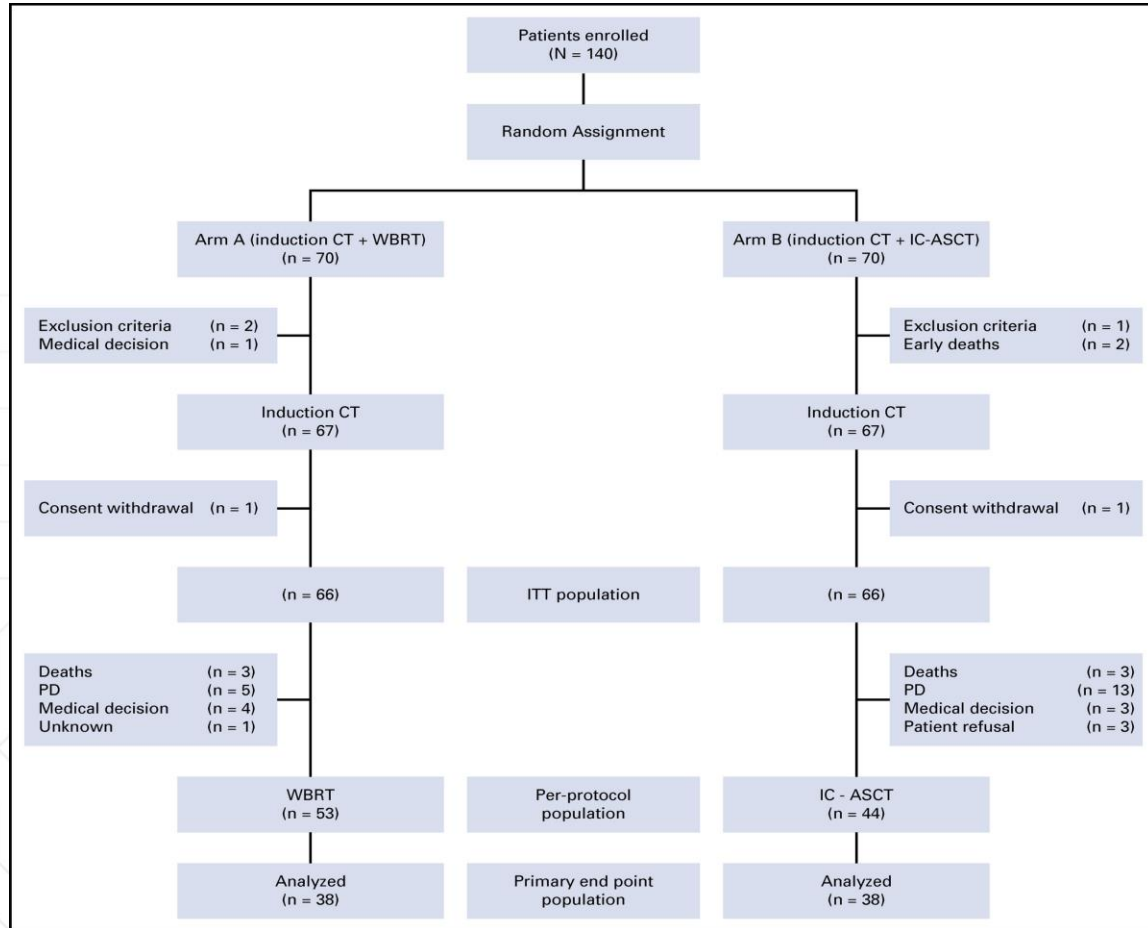 Patients enrolled
(N = 140)
Random Assignment
Arm A (induction CT + WBRT)
(n = 70)
Arm B (induction CT + IC-ASCT)
(n = 70)
Exclusion criteria (n = 2)
Medical decision (n = 1)
Exclusion criteria (n = 1)
Early deaths (n = 2)
Induction CT
(n = 67)
Induction CT
(n = 67)
Consent withdrawal (n = 1)
Consent withdrawal (n = 1)
(n = 66)
ITT population
(n = 66)
Deaths (n = 3)
PD (n = 5)
Medical decision (n = 4)
Unknown (n = 1)
Deaths (n = 3)
PD (n = 13)
Medical decision (n = 3)
Patient refusal (n = 3)
WBRT
(n = 53)
Per-protocol
population
IC - ASCT
(n = 44)
Analyzed
(n = 38)
Primary end point
population
Analyzed
(n = 38)